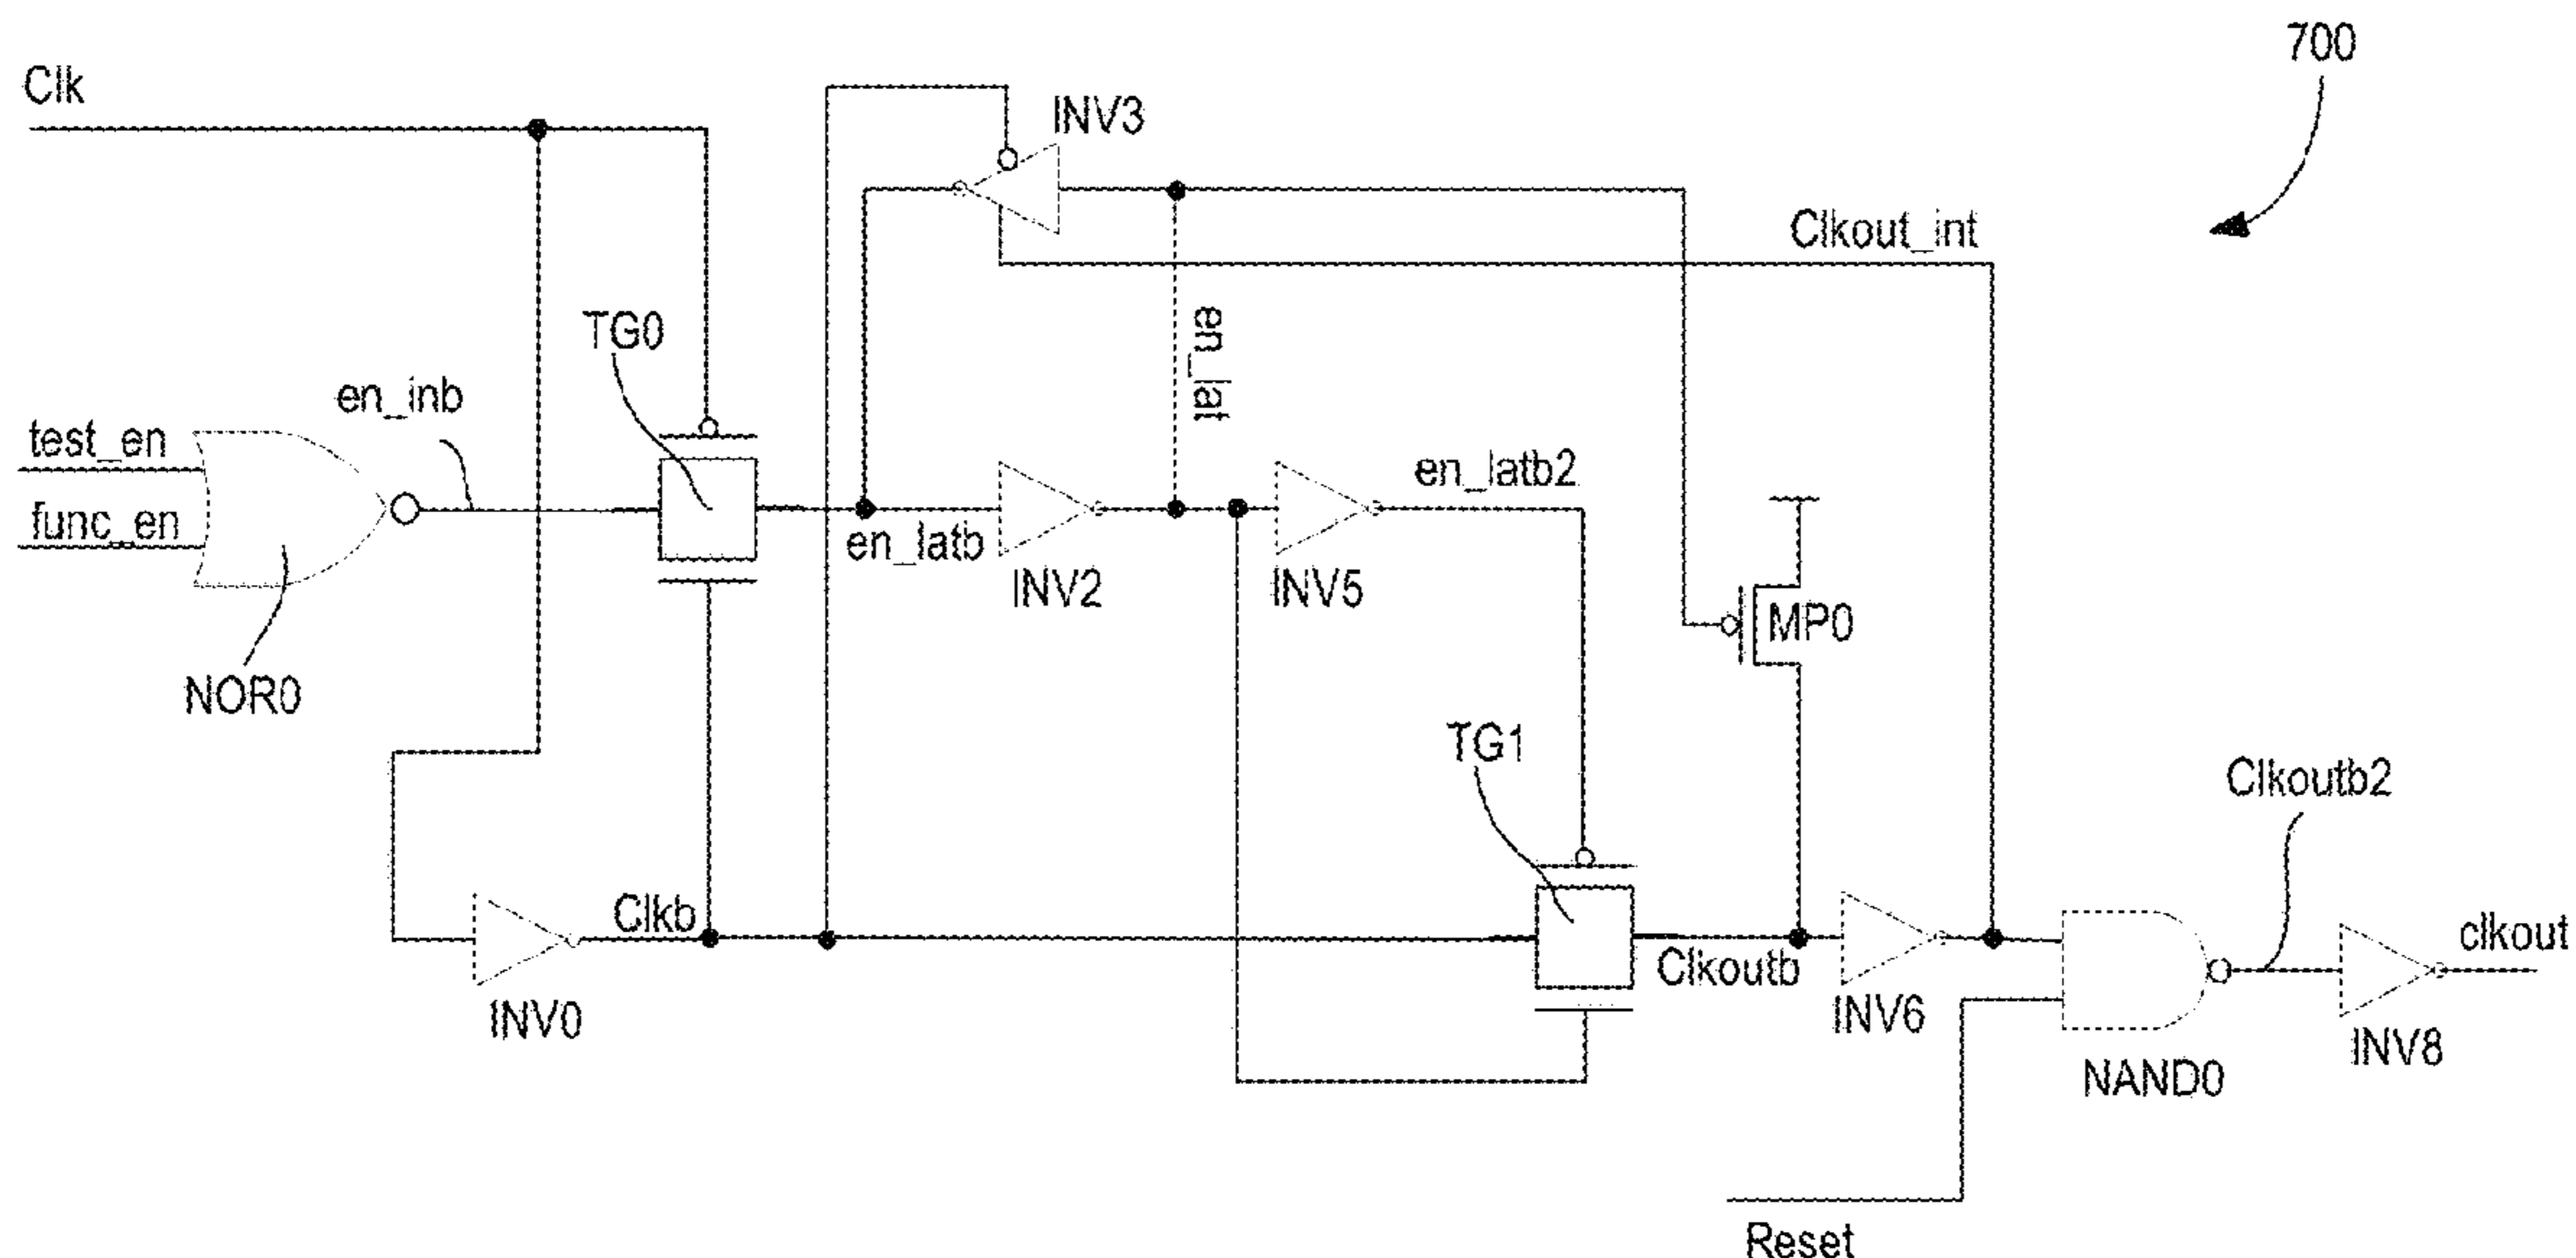 700
Clk
INV3
Clkout_int
TG0
en_lat
en_inb
test_en
func_en
en_latb2
en_latb
INV2
INV5
MP0
NOR0
TG1
Clkoutb2
Clkb
clkout
Clkoutb
INV0
INV6
INV8
NAND0
Reset